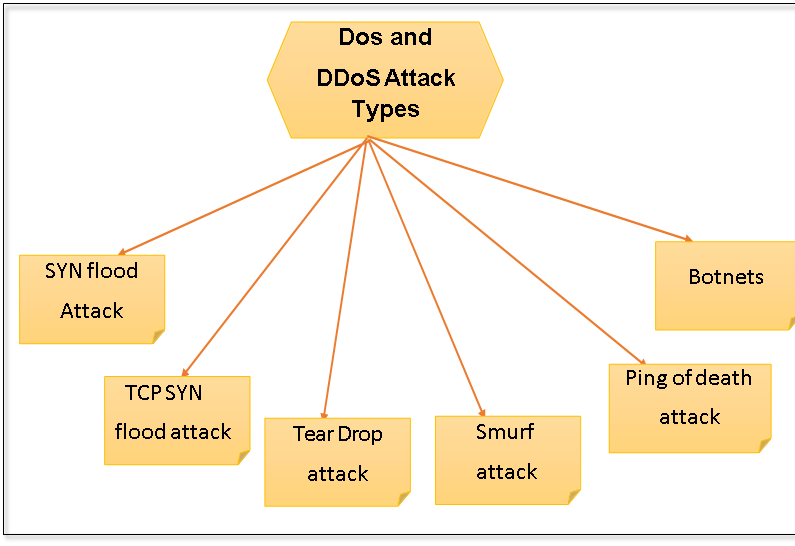 Dos and
DDoS Attack
Types
SYN flood
Attack
TCP SYN
flood attack
Tear Drop
attack
Smurf
attack
Ping of death
attack
Botnets